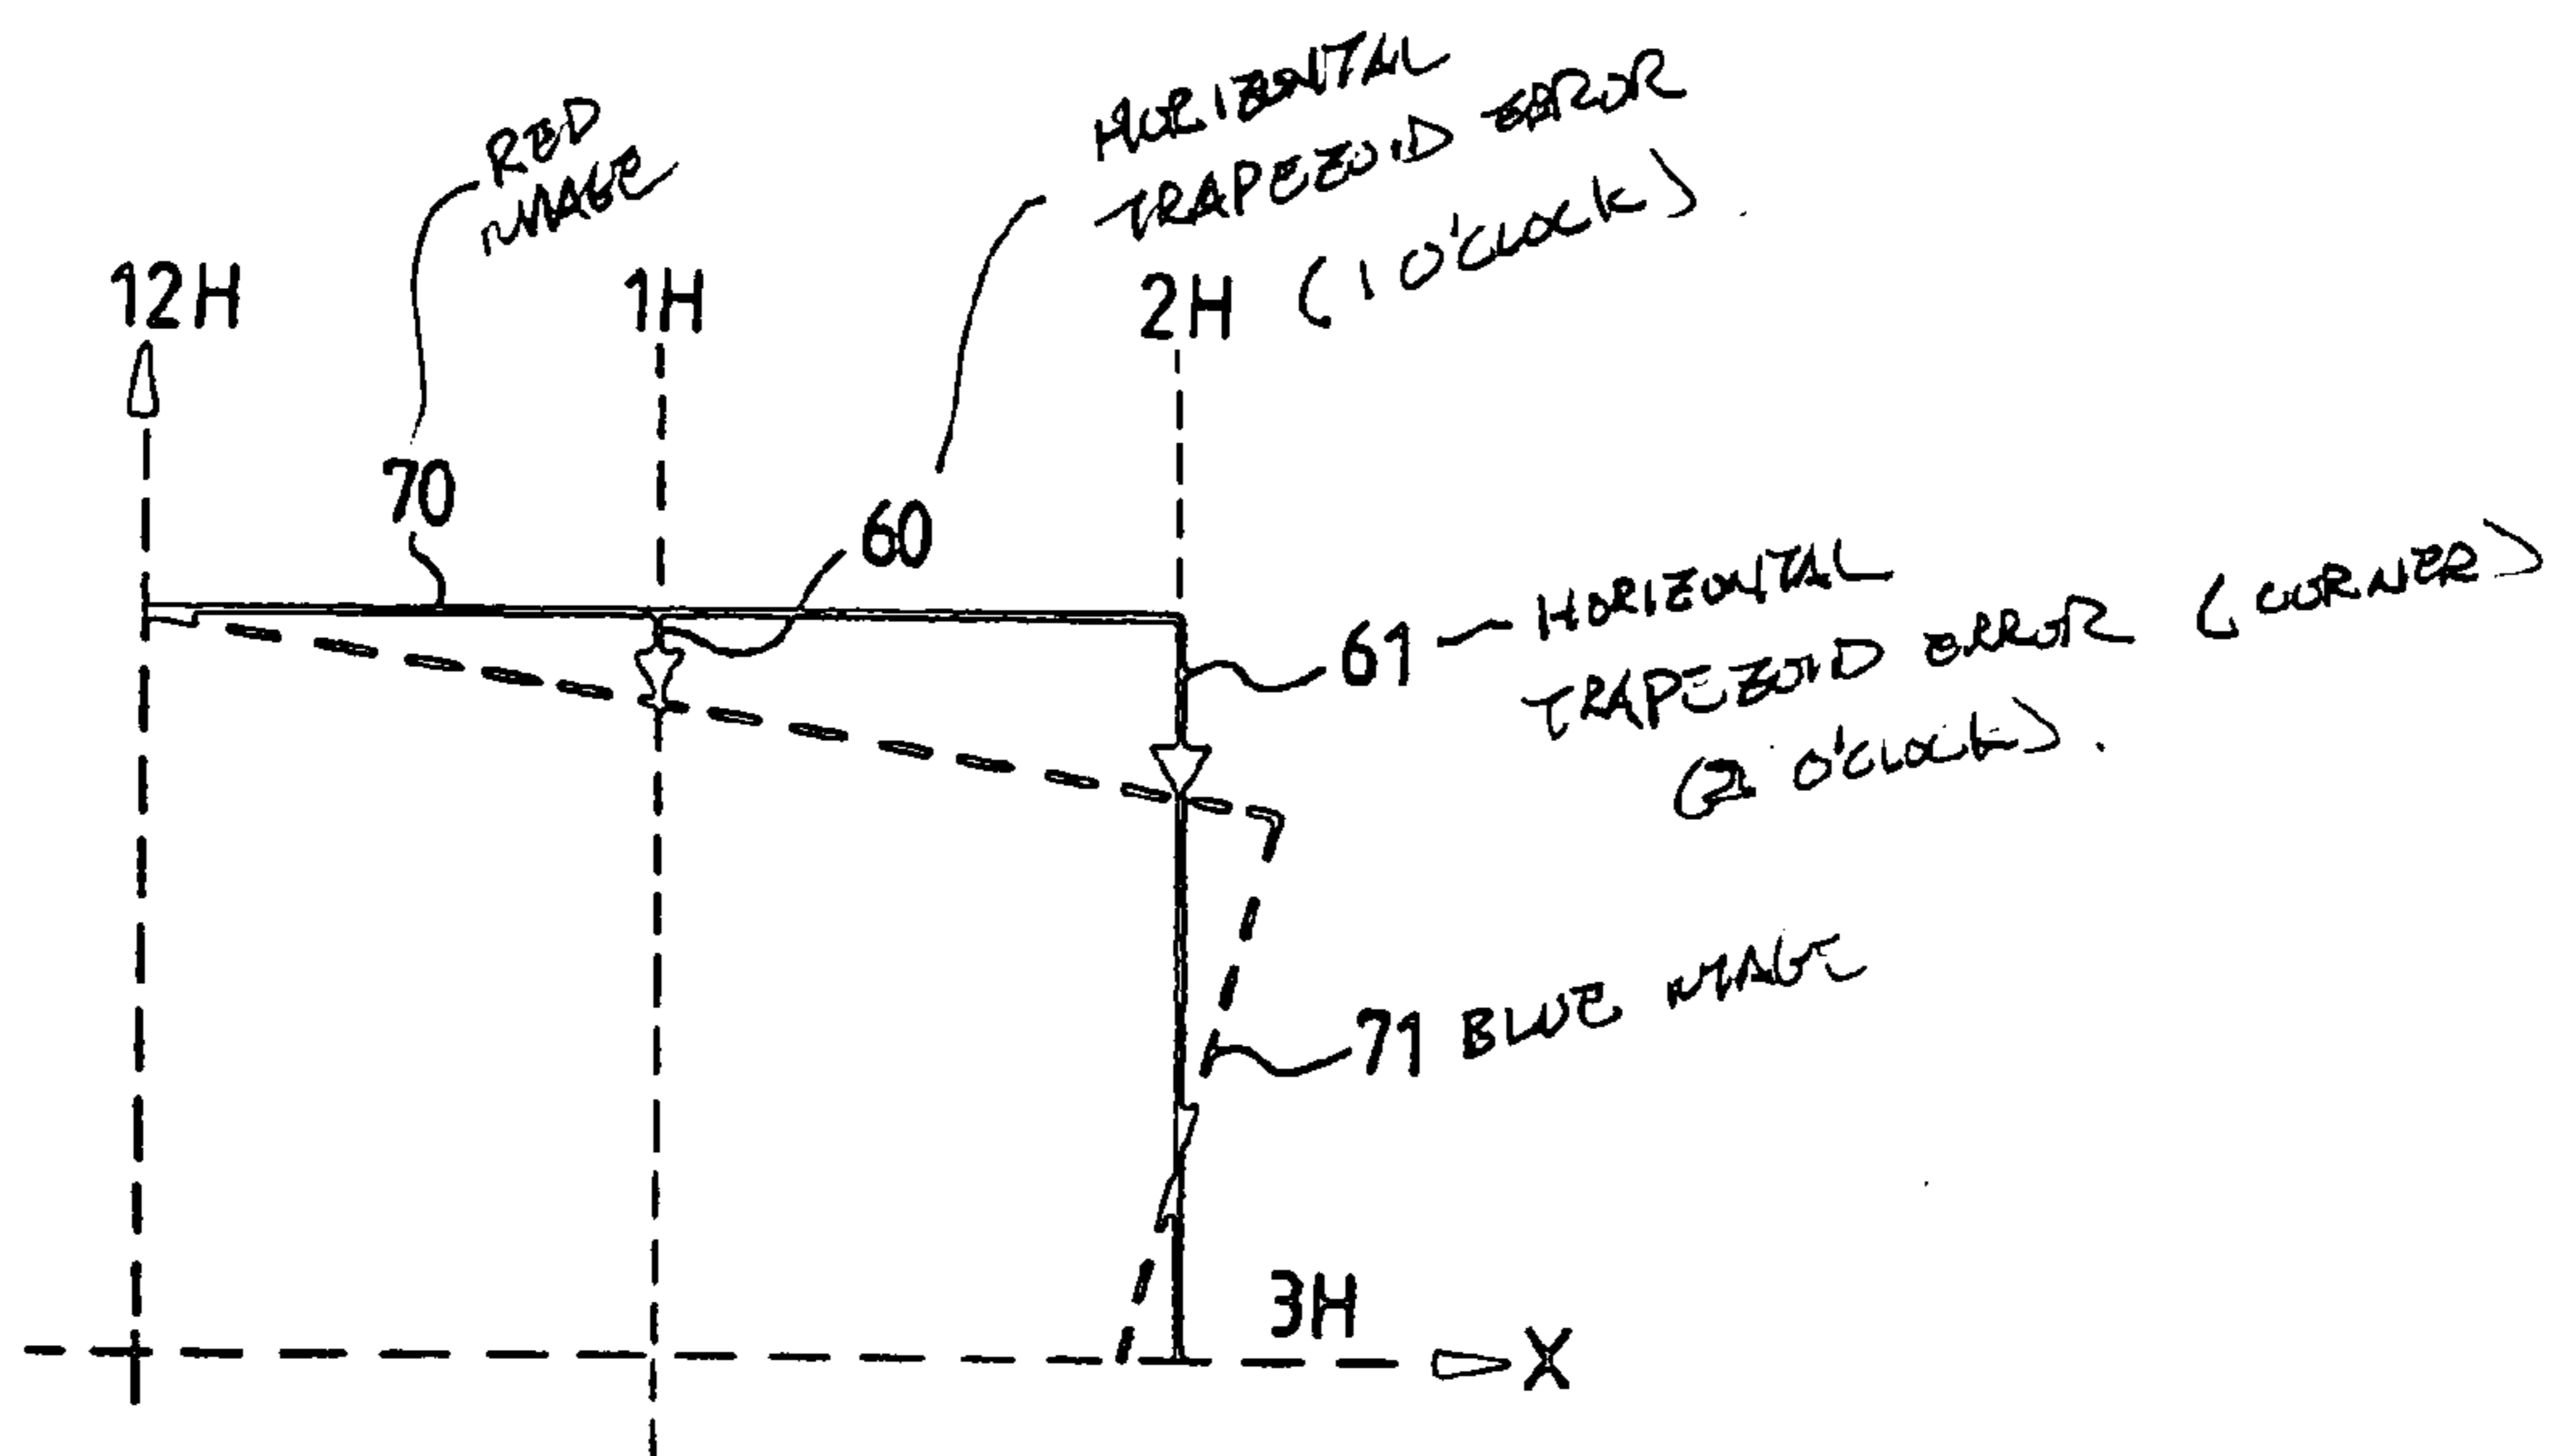 RED
IMAGE
HORIZONTAL
TRAPEZOID ERROR
(1 O'CLOCK).
12H
1H
2H
70
60
61 - HORIZONTAL
TRAPEZOID ERROR (CORNER)
(2 O'CLOCK).
71 BLUE IMAGE
3H
X